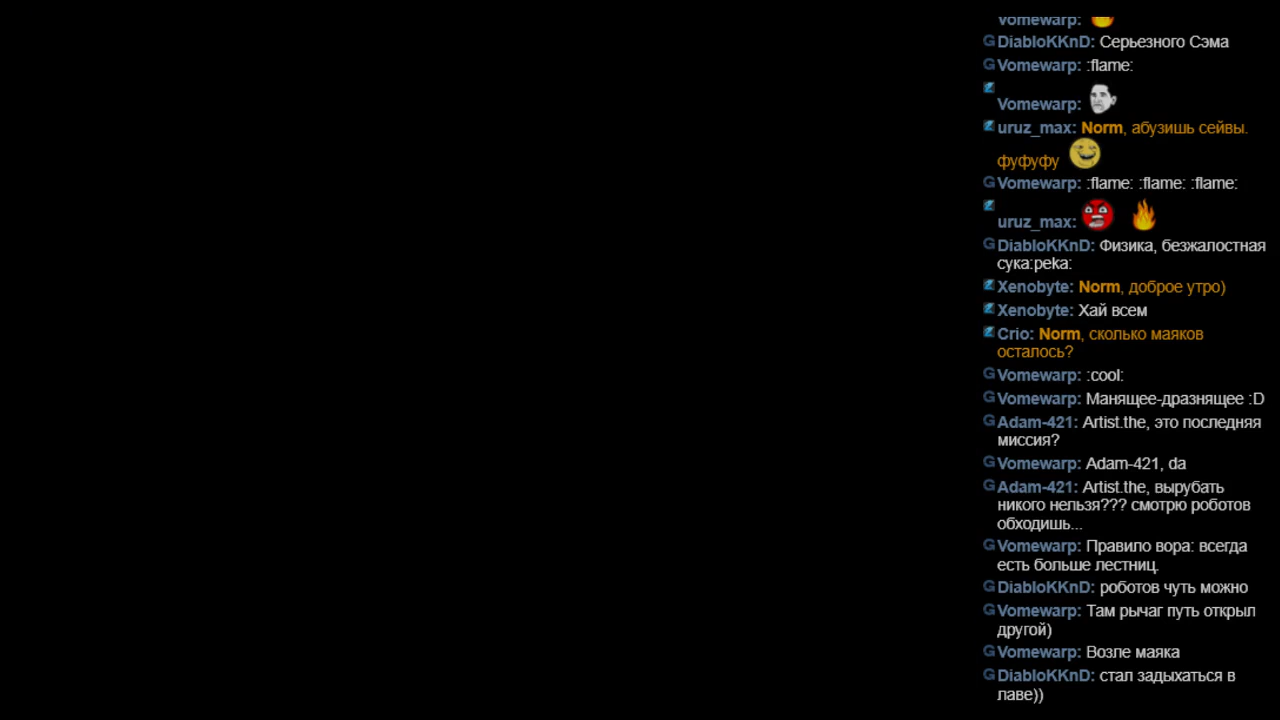 Vomewarp:
G DiabloKKnD: Серьезного Сэма
G Vomewarp: :flame:
Vomewarp:
uruz_max: Norm, абузишь сейвы.
фуфуфу
G Vomewarp: :flame: :flame: :flame:
uruz_max:
G DiabloKKnD: Физика, безжалостная
сука:peka:
Xenobyte: Norm, доброе утро)
Xenobyte: Хай всем
Crio: Norm, сколько маяков
осталось?
G Vomewarp: :cool:
G Vomewarp: Манящее-дразнящее :D
G Adam-421: Artist.the, это последняя
миссия?
G Vomewarp: Adam-421, da
G Adam-421: Artist.the, вырубать
никого нельзя??? смотрю роботов
обходишь...
G Vomewarp: Правило вора: всегда
есть больше лестниц.
G DiabloKKnD: роботов чуть можно
G Vomewarp: Там рычаг путь открыл
другой)
G Vomewarp: Возле маяка
G DiabloKKnD: стал задыхаться в
лаве))